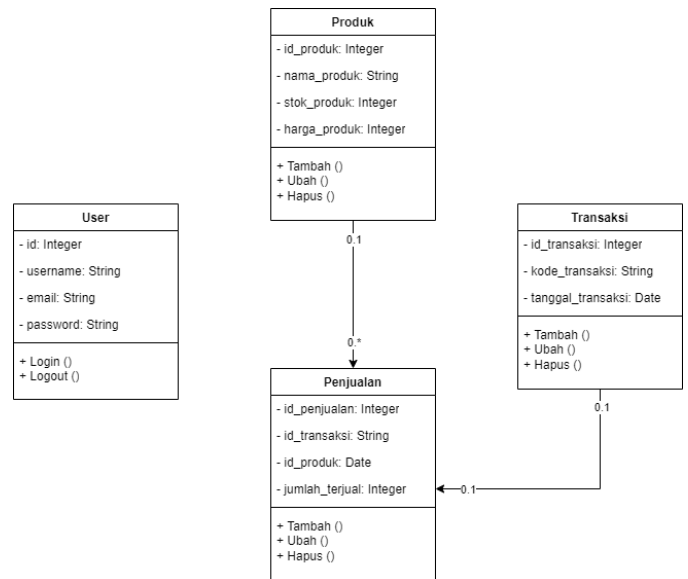 Produk
- id_produk: Integer
- nama_produk: String
- stok_produk: Integer
- harga_produk: Integer
+ Tambah ()
+ Ubah ()
+ Hapus ()
0.1
User
- id: Integer
- username: String
- email: String
- password: String
+ Login ()
+ Logout ()
Transaksi
- id_transaksi: Integer
- kode_transaksi: String
- tanggal_transaksi: Date
+ Tambah ()
+ Ubah ()
+ Hapus ()
0.1
0.*
Penjualan
- id_penjualan: Integer
- id_transaksi: String
- id_produk: Date
- jumlah_terjual: Integer
+ Tambah ()
+ Ubah ()
+ Hapus ()
0.1